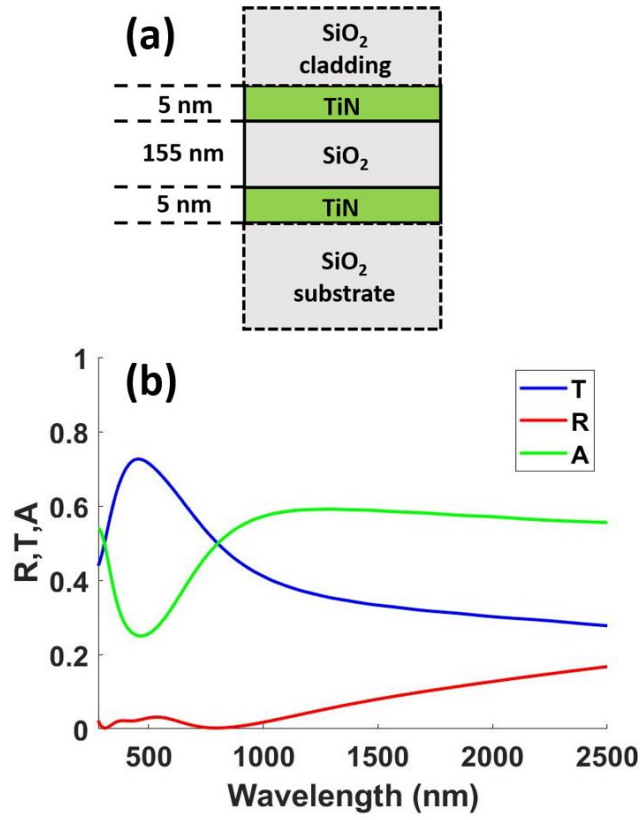 (a)
SiO2
cladding
5 nm
TiN
155 nm
SiO2
5 nm
TiN
SiO2
substrate
(b)
1
0.8
0.6
0.4
0.2
0
R,T,A
T
R
A
500
1000
1500
2000
2500
Wavelength (nm)